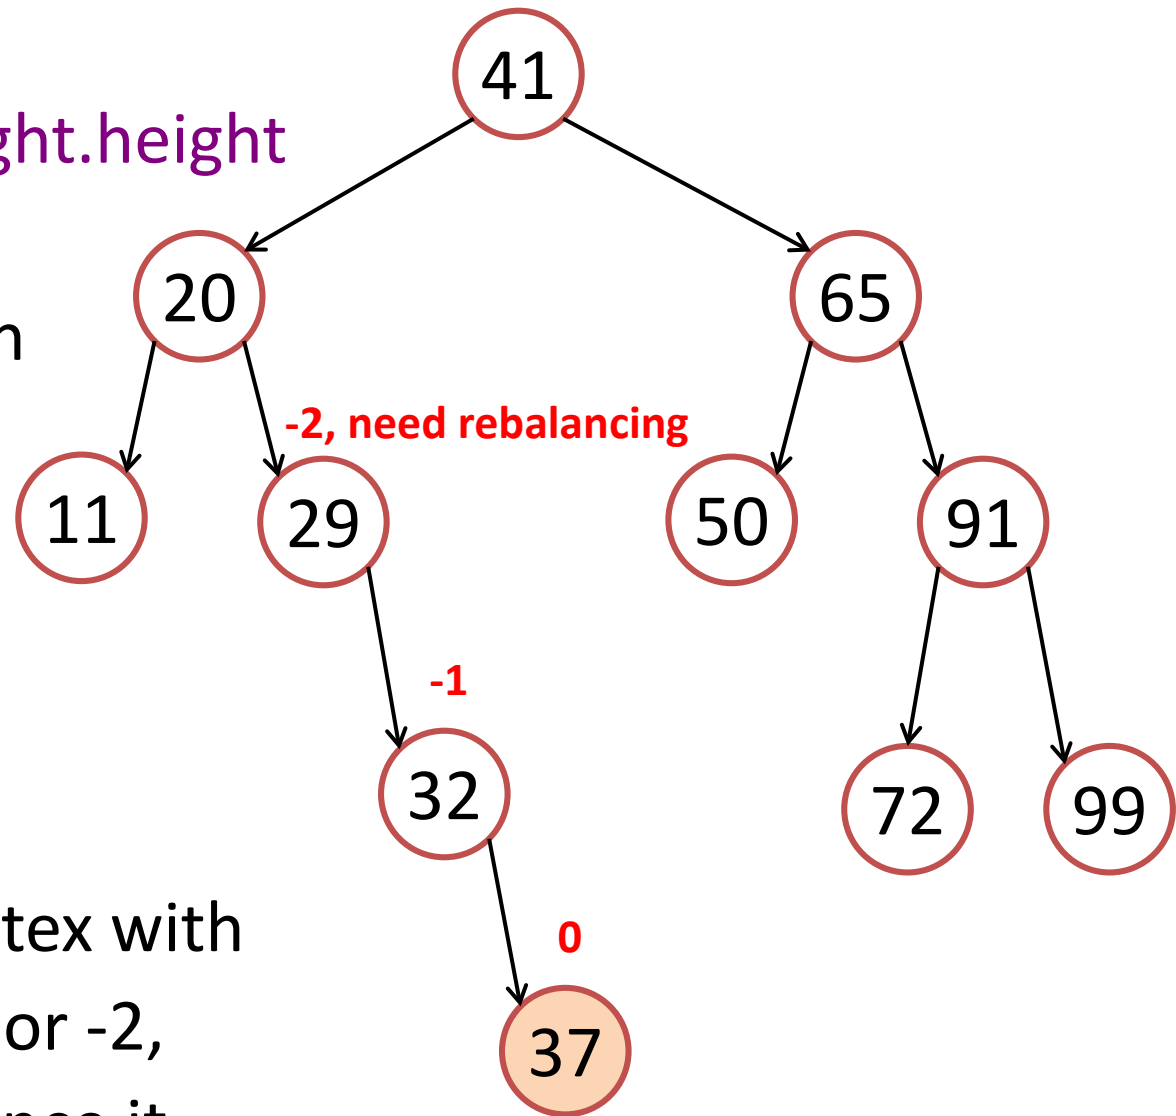 41
ght.height
20
65
n
-2, need rebalancing
11
29
50
91
-1
32
72
99
tex with
0
or -2,
37